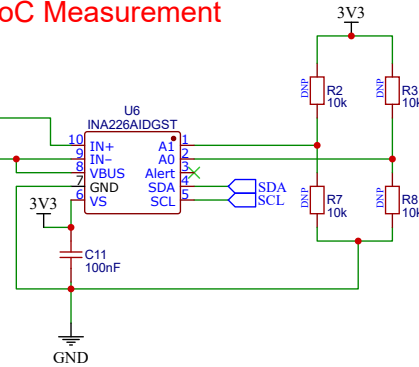 oC Measurement
3V3
U6
INA226AIDGST
DNP
R2
10k
DNP
R3
10k
10 IN+ A1 1
9 IN- A0 2
8 VBUS Alert 3
7 GND SDA 4
6 VS SCL 5
SDA
SCL
DNP
R7
10k
DNP
R8
10k
3V3
C11
100nF
GND